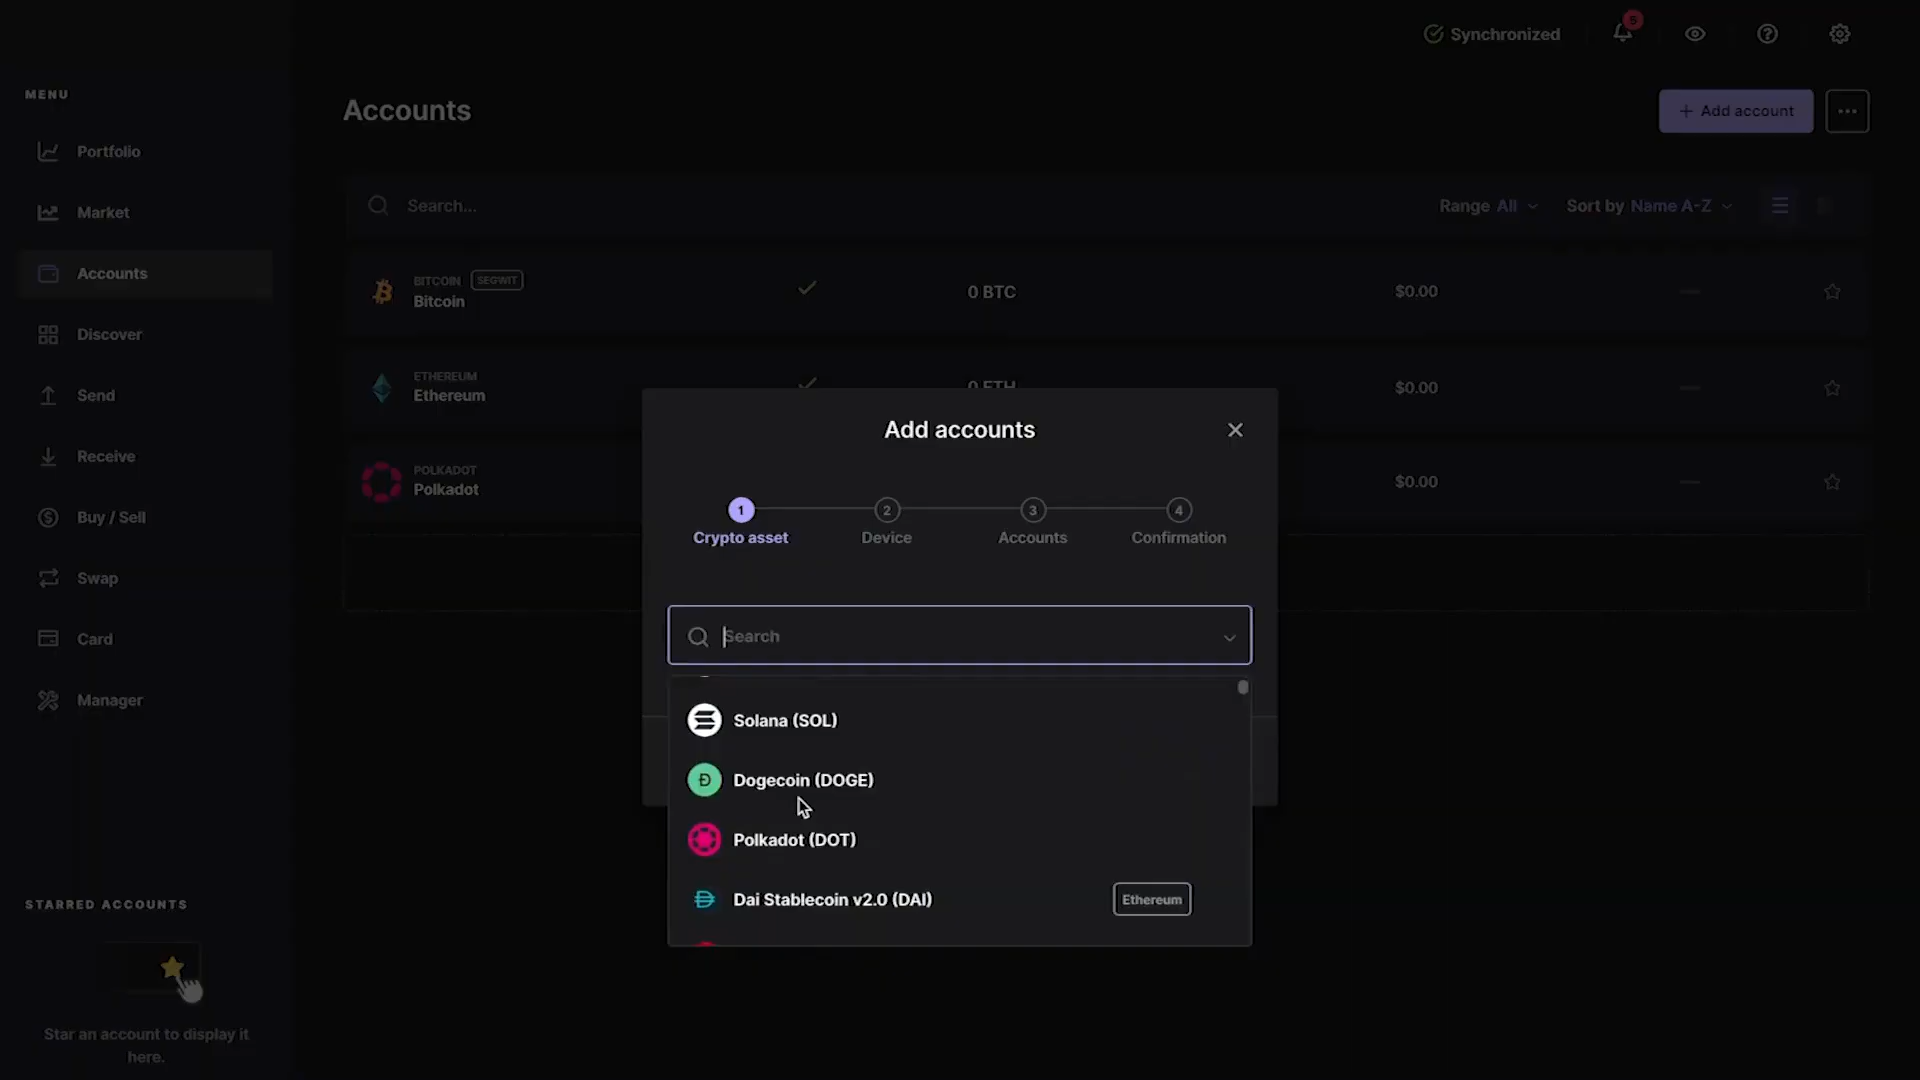 Synchronized
5
MENU
Portfolio
Market
Accounts
Discover
Send
Receive
Buy / Sell
Swap
Card
Manager
STARRED ACCOUNTS
Star an account to display it
here.
Accounts
+ Add account
Search...
Range All
Sort by Name A-Z
BITCOIN SEGWIT
Bitcoin
0 BTC
$0.00
ETHEREUM
Ethereum
0 ETH
$0.00
POLKADOT
Polkadot
$0.00
Add accounts
1
2
3
4
Crypto asset
Device
Accounts
Confirmation
Search
Solana (SOL)
Dogecoin (DOGE)
Polkadot (DOT)
Dai Stablecoin v2.0 (DAI)
Ethereum